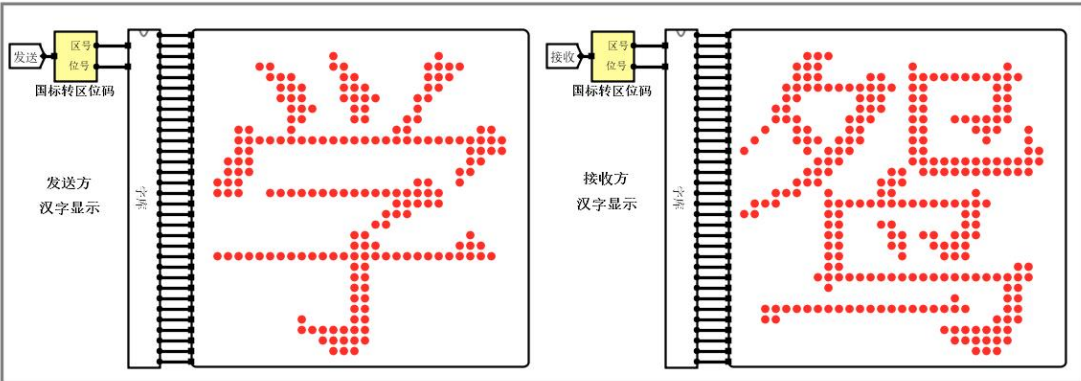 发送
区号
位号
国标转区位码
发送方
汉字显示
字库
学
接收
区号
位号
国标转区位码
接收方
汉字显示
字库
鸳